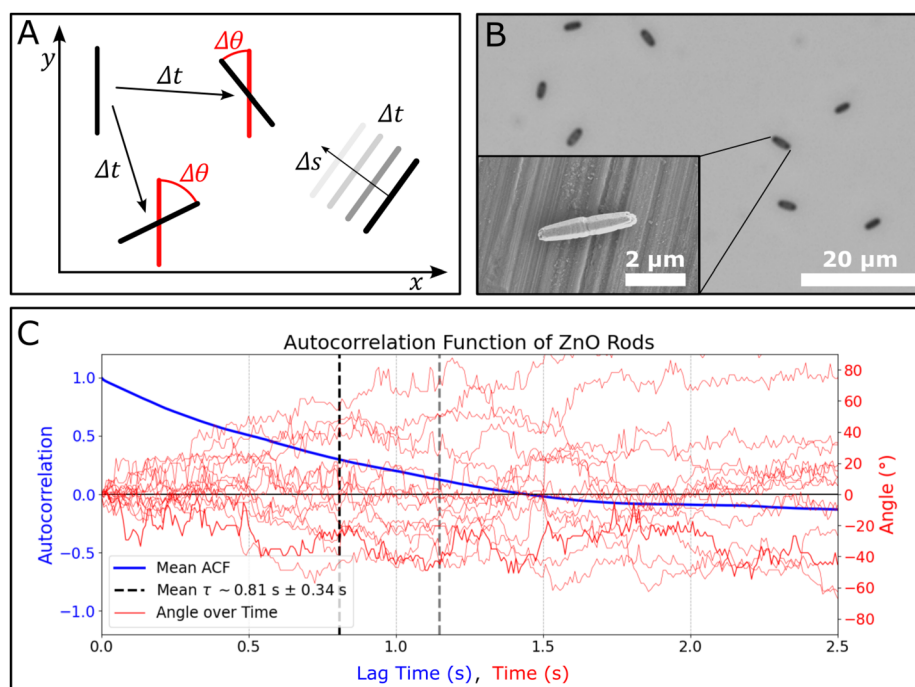 A
y
Δθ
Δt
Δt
Δs
Δt
Δθ
x
B
2 µm
20 µm
C
Autocorrelation Function of ZnO Rods
Autocorrelation
1.0
0.5
0.0
−0.5
−1.0
Mean ACF
Mean τ ~ 0.81 s ± 0.34 s
Angle over Time
80
60
40
20
0
−20
−40
−60
−80
Angle (°)
0.0 0.5 1.0 1.5 2.0 2.5
Lag Time (s), Time (s)